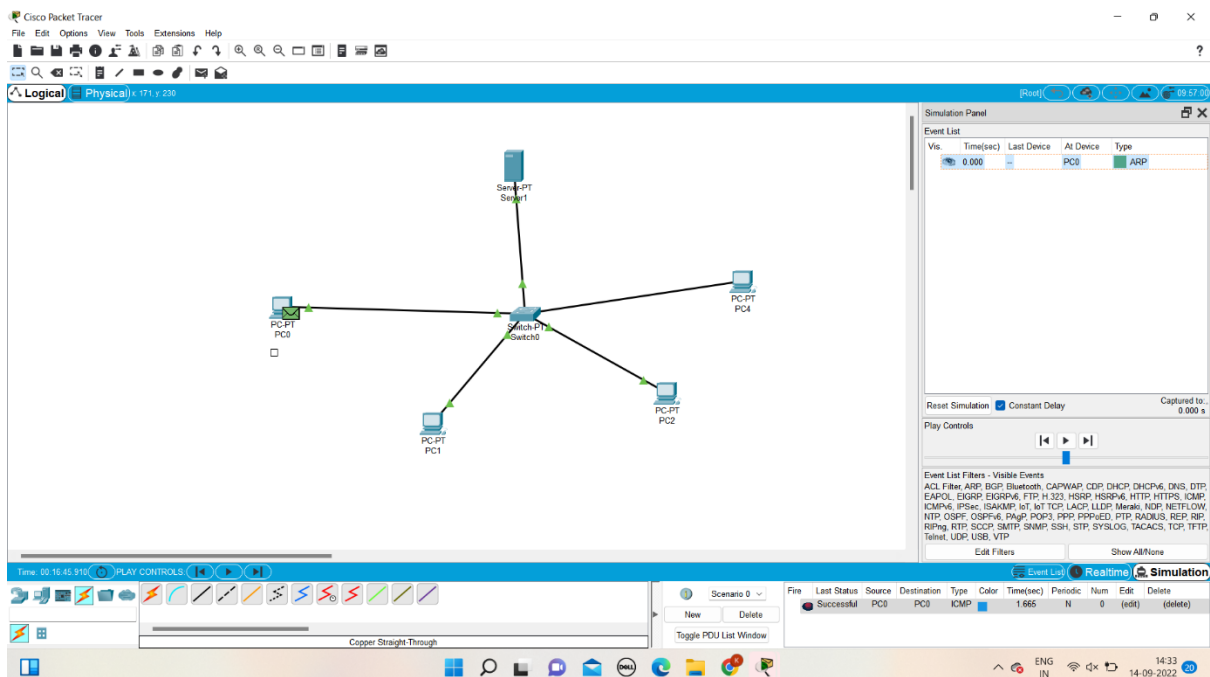 Cisco Packet Tracer
File Edit Options View Tools Extensions Help
?
Logical Physical x: 171, y: 230 [Root] 09:57:00
Simulation Panel
Event List
Vis. Time(sec) Last Device At Device Type
0.000 -- PC0 ARP
Server-PT
Server1
PC-PT
PC4
PC-PT
PC0
Switch-PT
Switch0
PC-PT
PC2
PC-PT
PC1
Reset Simulation Constant Delay Captured to:
0.000 s
Play Controls
Event List Filters - Visible Events
ACL Filter, ARP, BGP, Bluetooth, CAPWAP, CDP, DHCP, DHCPv6, DNS, DTP,
EAPOL, EIGRP, EIGRPv6, FTP, H.323, HSRP, HSRPv6, HTTP, HTTPS, ICMP,
ICMPv6, IPSec, ISAKMP, IoT, IoT TCP, LACP, LLDP, Meraki, NDP, NETFLOW,
NTP, OSPF, OSPFv6, PAgP, POP3, PPP, PPPoED, PTP, RADIUS, REP, RIP,
RIPng, RTP, SCCP, SMTP, SNMP, SSH, STP, SYSLOG, TACACS, TCP, TFTP,
Telnet, UDP, USB, VTP
Edit Filters Show All/None
Time: 00:16:45.910 PLAY CONTROLS: Event List Realtime Simulation
Scenario 0
New Delete
Toggle PDU List Window
Fire Last Status Source Destination Type Color Time(sec) Periodic Num Edit Delete
Successful PC0 PC0 ICMP 1.665 N 0 (edit) (delete)
Copper Straight-Through
DELL
K
ENG
IN
14:33
14-09-2022
20